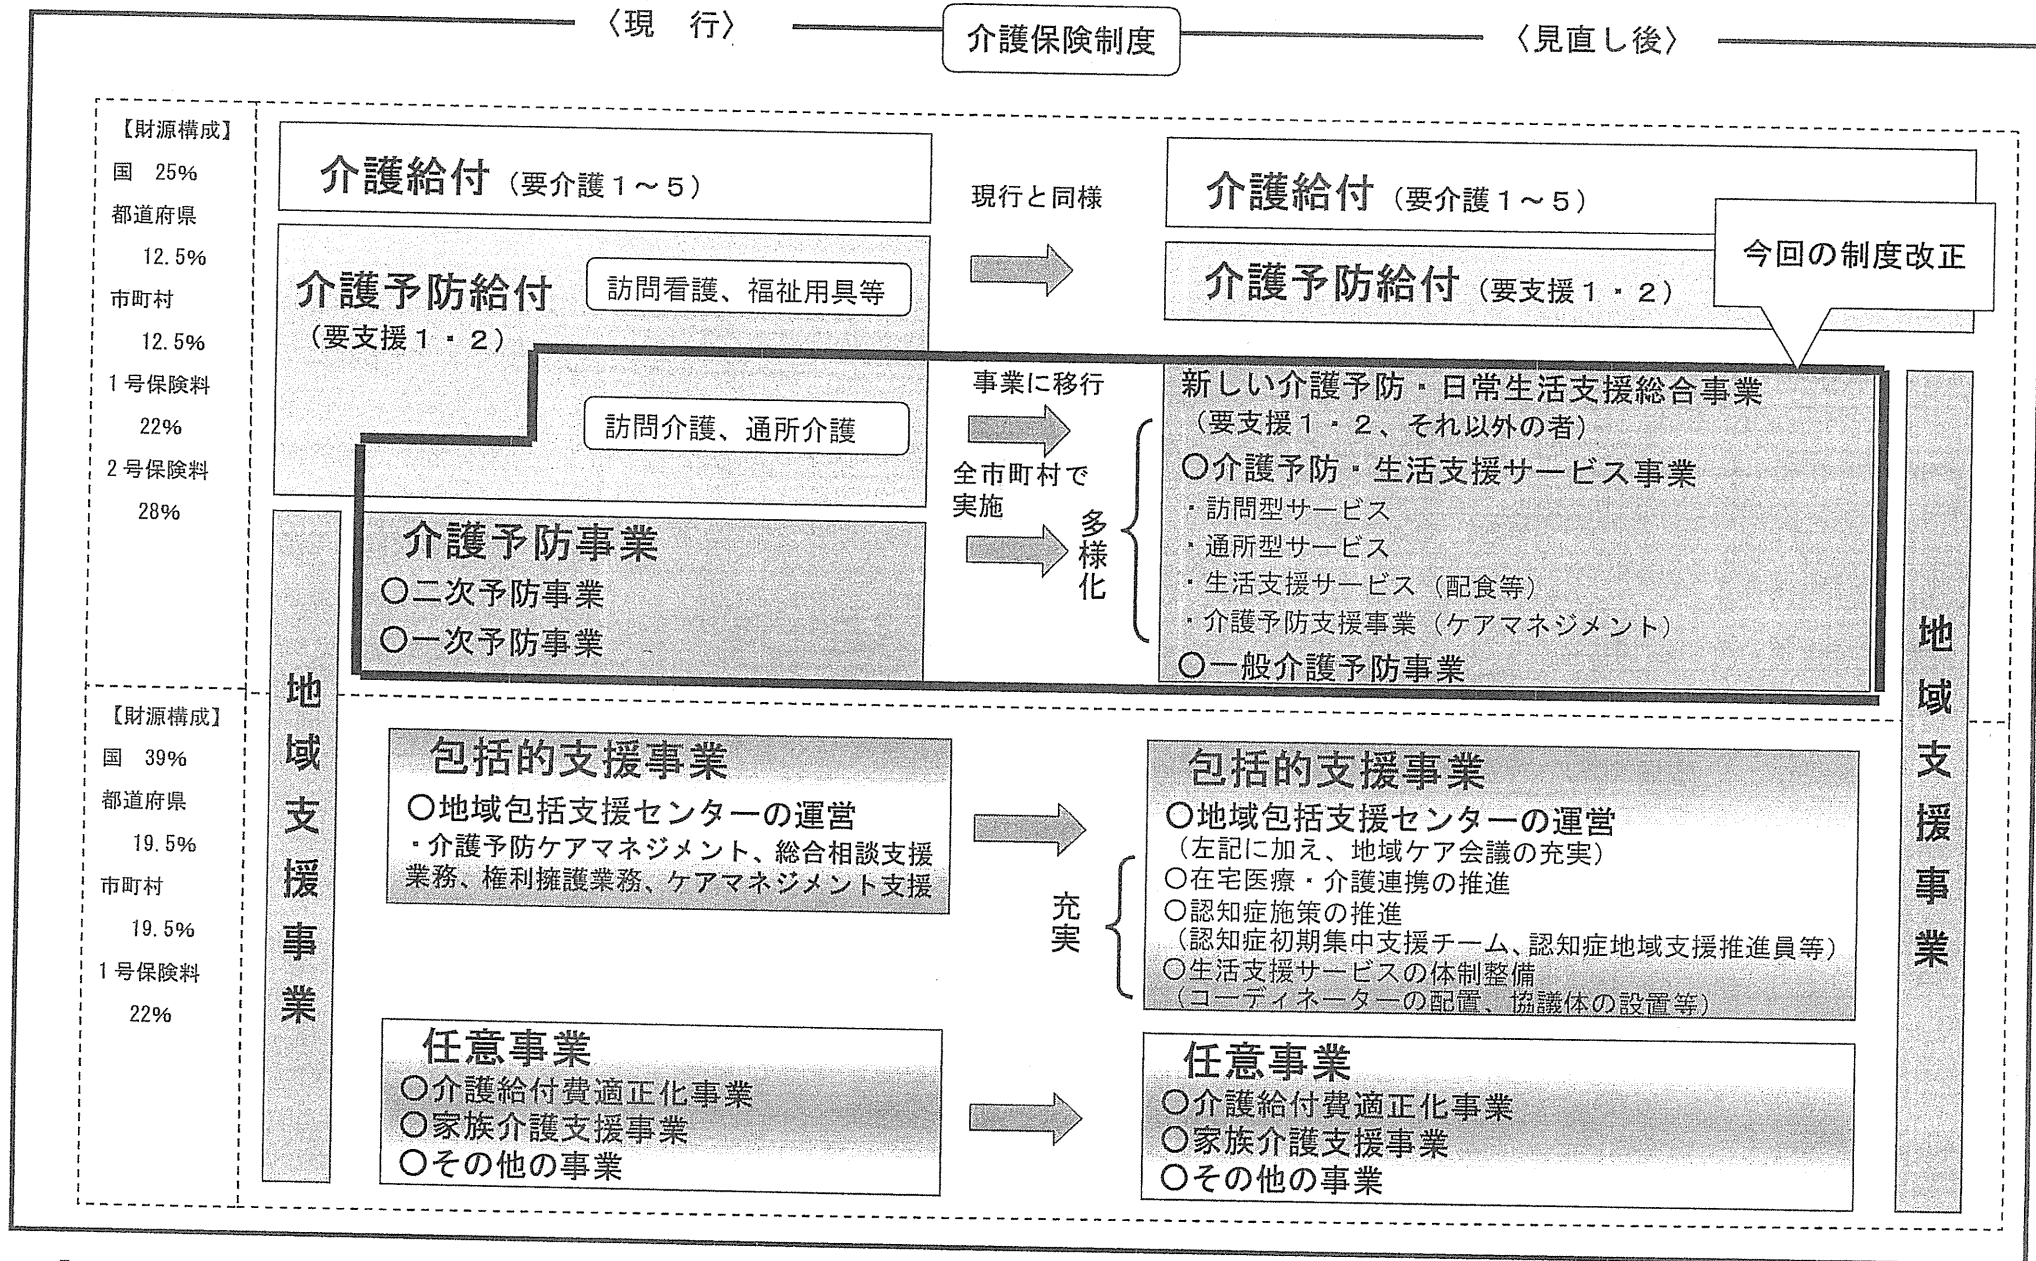 〈現　行〉
介護保険制度
〈見直し後〉
【財源構成】
国　25%
都道府県
12.5%
市町村
12.5%
1号保険料
22%
2号保険料
28%
介護給付（要介護1～5）
介護予防給付
（要支援1・2）
訪問看護、福祉用具等
訪問介護、通所介護
介護予防事業
○二次予防事業
○一次予防事業
現行と同様
事業に移行
全市町村で
実施
多様化
介護給付（要介護1～5）
介護予防給付（要支援1・2）
今回の制度改正
新しい介護予防・日常生活支援総合事業
（要支援1・2、それ以外の者）
○介護予防・生活支援サービス事業
・訪問型サービス
・通所型サービス
・生活支援サービス（配食等）
・介護予防支援事業（ケアマネジメント）
○一般介護予防事業
【財源構成】
国　39%
都道府県
19.5%
市町村
19.5%
1号保険料
22%
地域支援事業
包括的支援事業
○地域包括支援センターの運営
・介護予防ケアマネジメント、総合相談支援
業務、権利擁護業務、ケアマネジメント支援
任意事業
○介護給付費適正化事業
○家族介護支援事業
○その他の事業
充実
包括的支援事業
○地域包括支援センターの運営
（左記に加え、地域ケア会議の充実）
○在宅医療・介護連携の推進
○認知症施策の推進
（認知症初期集中支援チーム、認知症地域支援推進員等）
○生活支援サービスの体制整備
（コーディネーターの配置、協議体の設置等）
任意事業
○介護給付費適正化事業
○家族介護支援事業
○その他の事業
地域支援事業